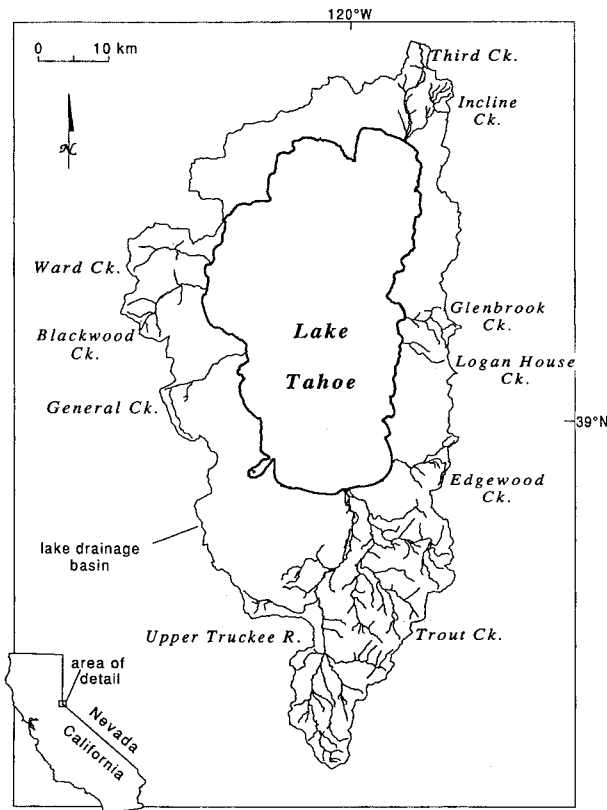 120°W
0 10 km
N
Third Ck.
Incline
Ck.
Ward Ck.
Glenbrook
Ck.
Blackwood
Ck.
Lake
Tahoe
Logan House
Ck.
General Ck.
39°N
Edgewood
Ck.
lake drainage
basin
Upper Truckee R.
Trout Ck.
area of
detail
Nevada
California